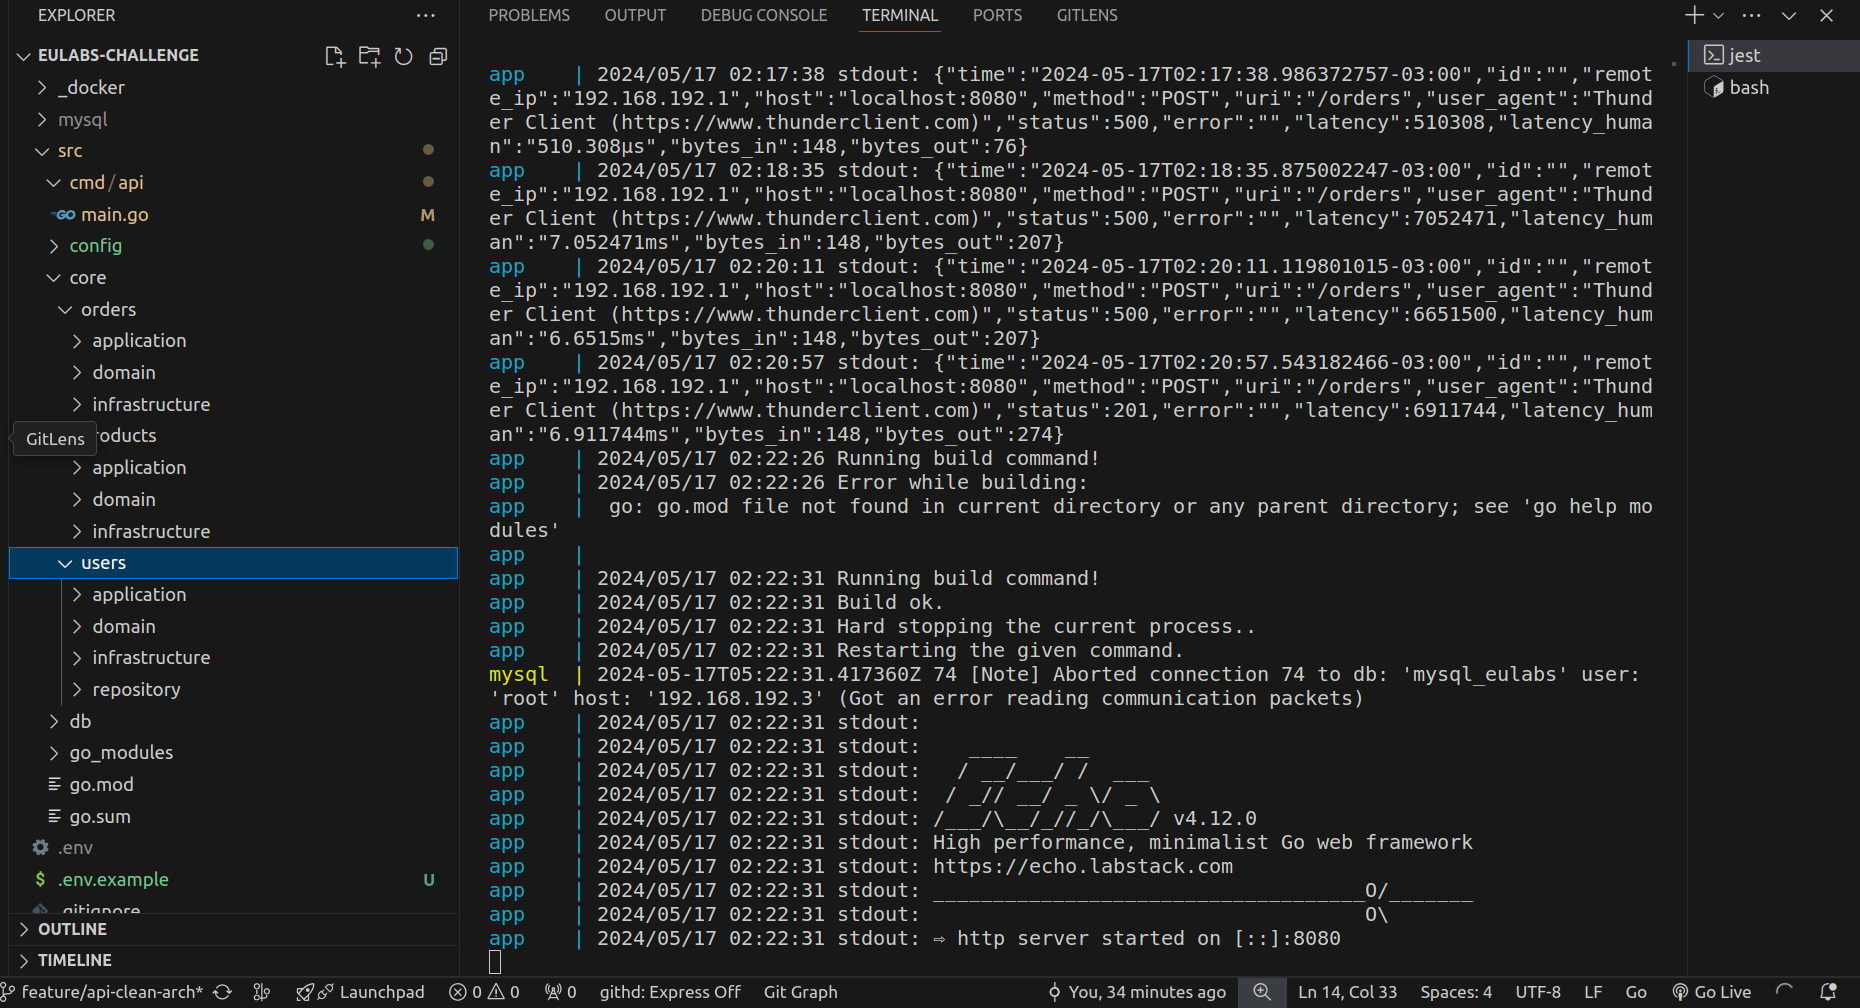 EXPLORER
EULABS-CHALLENGE
_docker
mysql
src
cmd/api
main.go M
config
core
orders
application
domain
infrastructure
GitLens
roducts
application
domain
infrastructure
users
application
domain
infrastructure
repository
db
go_modules
go.mod
go.sum
.env
.env.example U
.gitignore
OUTLINE
TIMELINE
PROBLEMS OUTPUT DEBUG CONSOLE TERMINAL PORTS GITLENS
app | 2024/05/17 02:17:38 stdout: {"time":"2024-05-17T02:17:38.986372757-03:00","id":"","remot
e_ip":"192.168.192.1","host":"localhost:8080","method":"POST","uri":"/orders","user_agent":"Thund
er Client (https://www.thunderclient.com)","status":500,"error":"","latency":510308,"latency_huma
n":"510.308µs","bytes_in":148,"bytes_out":76}
app | 2024/05/17 02:18:35 stdout: {"time":"2024-05-17T02:18:35.875002247-03:00","id":"","remot
e_ip":"192.168.192.1","host":"localhost:8080","method":"POST","uri":"/orders","user_agent":"Thund
er Client (https://www.thunderclient.com)","status":500,"error":"","latency":7052471,"latency_hum
an":"7.052471ms","bytes_in":148,"bytes_out":207}
app | 2024/05/17 02:20:11 stdout: {"time":"2024-05-17T02:20:11.119801015-03:00","id":"","remot
e_ip":"192.168.192.1","host":"localhost:8080","method":"POST","uri":"/orders","user_agent":"Thund
er Client (https://www.thunderclient.com)","status":500,"error":"","latency":6651500,"latency_hum
an":"6.6515ms","bytes_in":148,"bytes_out":207}
app | 2024/05/17 02:20:57 stdout: {"time":"2024-05-17T02:20:57.543182466-03:00","id":"","remot
e_ip":"192.168.192.1","host":"localhost:8080","method":"POST","uri":"/orders","user_agent":"Thund
er Client (https://www.thunderclient.com)","status":201,"error":"","latency":6911744,"latency_hum
an":"6.911744ms","bytes_in":148,"bytes_out":274}
app | 2024/05/17 02:22:26 Running build command!
app | 2024/05/17 02:22:26 Error while building:
app | go: go.mod file not found in current directory or any parent directory; see 'go help mo
dules'
app |
app | 2024/05/17 02:22:31 Running build command!
app | 2024/05/17 02:22:31 Build ok.
app | 2024/05/17 02:22:31 Hard stopping the current process..
app | 2024/05/17 02:22:31 Restarting the given command.
mysql | 2024-05-17T05:22:31.417360Z 74 [Note] Aborted connection 74 to db: 'mysql_eulabs' user:
'root' host: '192.168.192.3' (Got an error reading communication packets)
app | 2024/05/17 02:22:31 stdout:
app | 2024/05/17 02:22:31 stdout:    ____    __
app | 2024/05/17 02:22:31 stdout:   / __/___/ /  ___
app | 2024/05/17 02:22:31 stdout:  / _// __/ _ \/ _ \
app | 2024/05/17 02:22:31 stdout: /___/\__/_//_/\___/ v4.12.0
app | 2024/05/17 02:22:31 stdout: High performance, minimalist Go web framework
app | 2024/05/17 02:22:31 stdout: https://echo.labstack.com
app | 2024/05/17 02:22:31 stdout: ____________________________________O/_______
app | 2024/05/17 02:22:31 stdout:                                     O\
app | 2024/05/17 02:22:31 stdout: ⇨ http server started on [::]:8080
jest
bash
feature/api-clean-arch* Launchpad 0 0 0 githd: Express Off Git Graph You, 34 minutes ago Ln 14, Col 33 Spaces: 4 UTF-8 LF Go Go Live